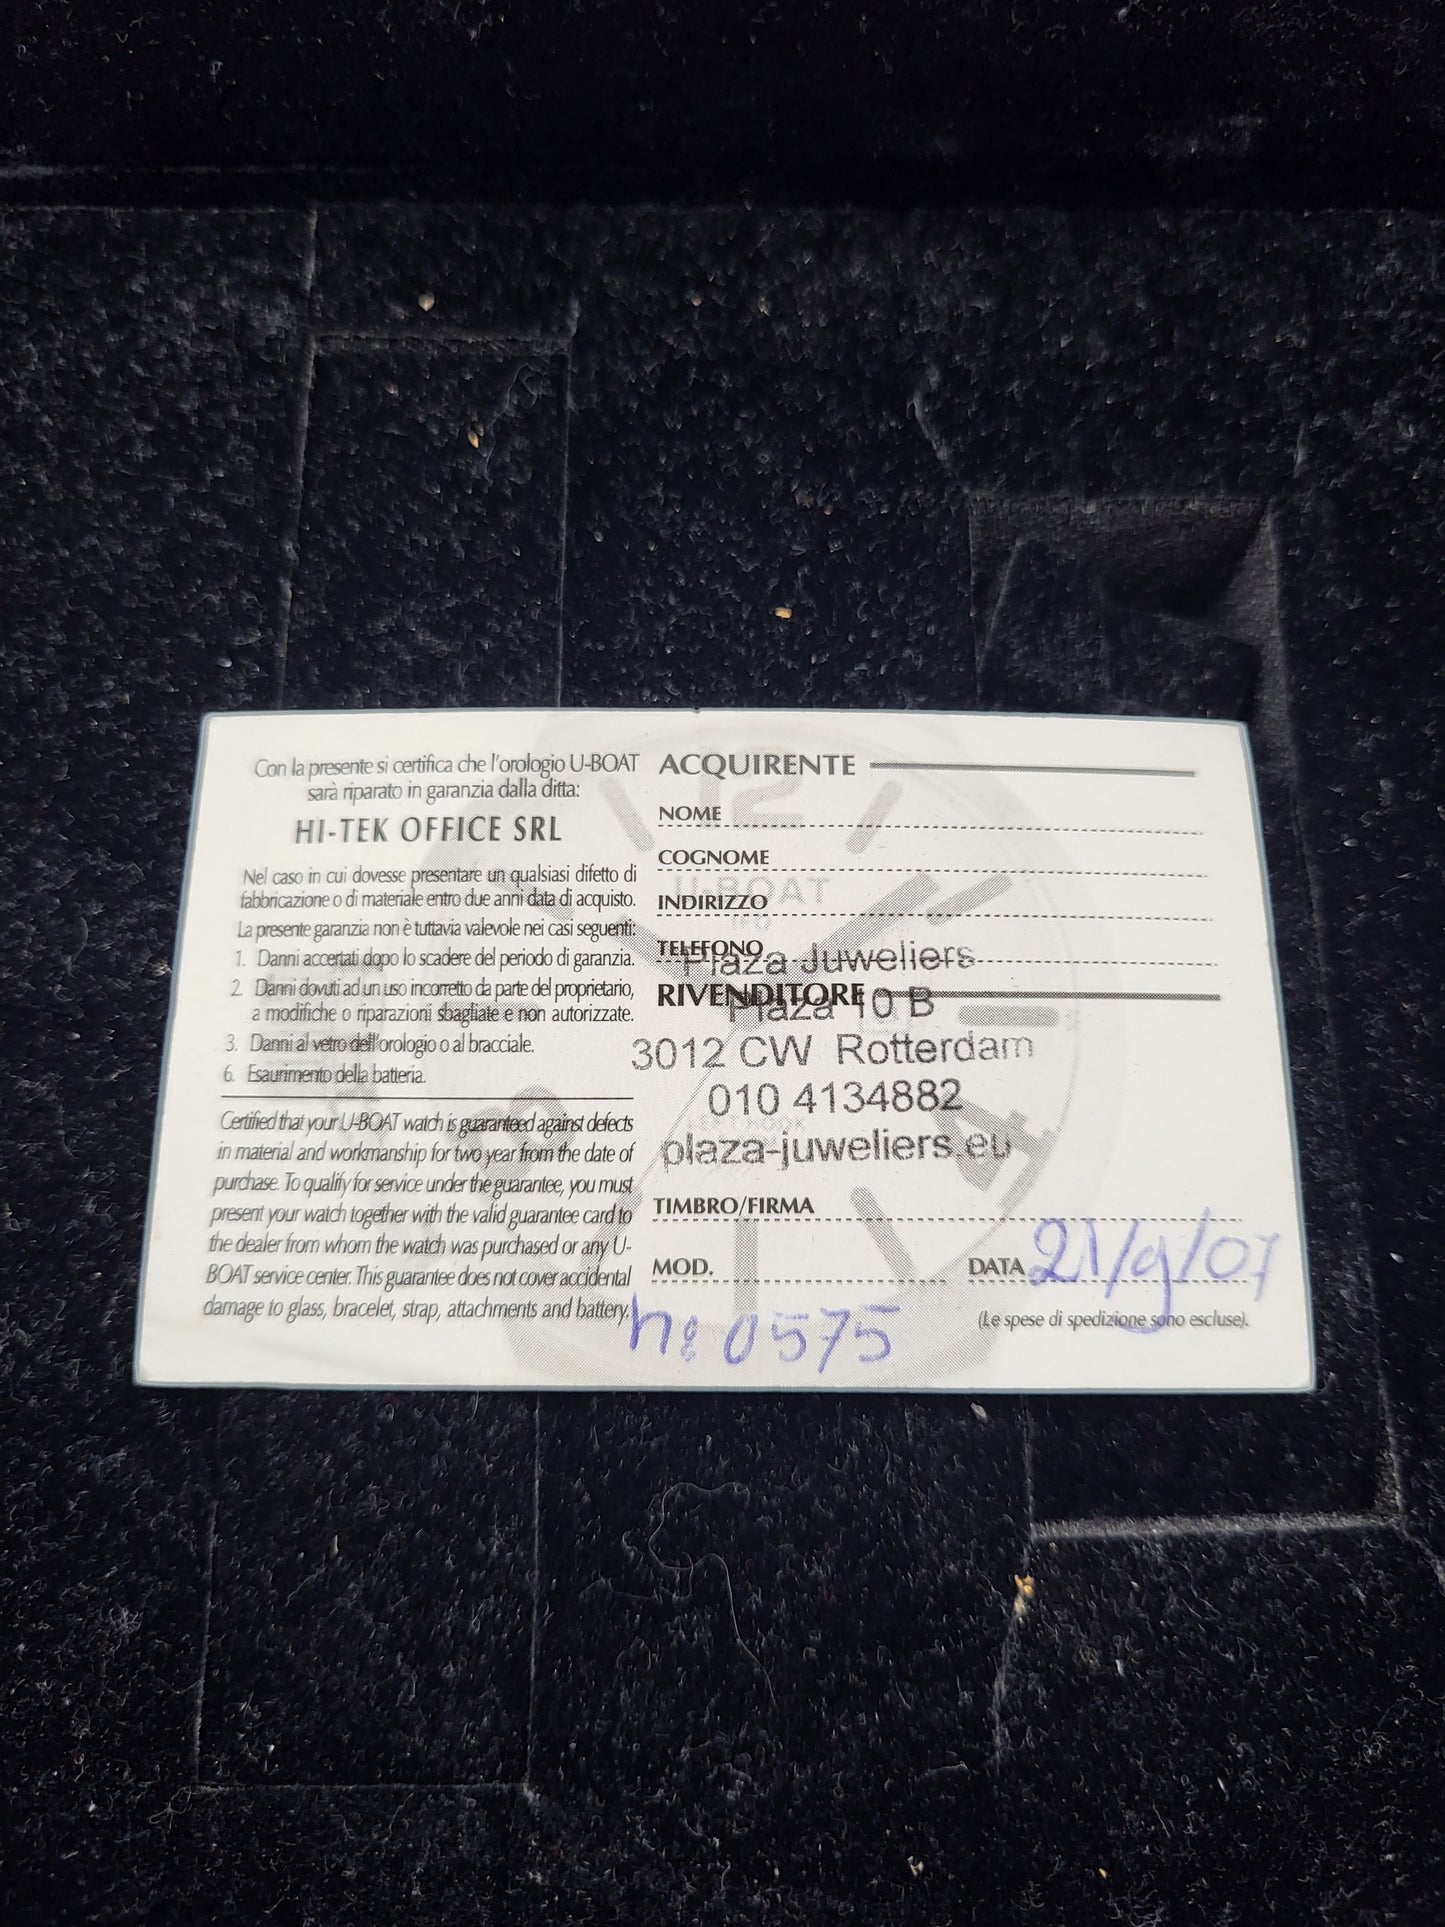 Con la presente si certifica che l'orologio U-BOAT
sarà riparato in garanzia dalla ditta:
HI-TEK OFFICE SRL
Nel caso in cui dovesse presentare un qualsiasi difetto di
fabbricazione o di materiale entro due anni data di acquisto.
La presente garanzia non è tuttavia valevole nei casi seguenti:
1. Danni accertati dopo lo scadere del periodo di garanzia.
2. Danni dovuti ad un uso incorretto da parte del proprietario,
a modifiche o riparazioni sbagliate e non autorizzate.
3. Danni al vetro dell'orologio o al bracciale.
6. Esaurimento della batteria.
Certified that your U-BOAT watch is guaranteed against defects
in material and workmanship for two year from the date of
purchase. To qualify for service under the guarantee, you must
present your watch together with the valid guarantee card to
the dealer from whom the watch was purchased or any U-
BOAT service center. This guarantee does not cover accidental
damage to glass, bracelet, strap, attachments and battery.
ACQUIRENTE
NOME
COGNOME
U-BOAT
INDIRIZZO
TELEFONO
Plaza Juweliers
RIVENDITORE
Plaza 10 B
3012 CW Rotterdam
010 4134882
plaza-juweliers.eu
TIMBRO/FIRMA
MOD.
DATA 21/9/07
(Le spese di spedizione sono escluse).
n: 0575